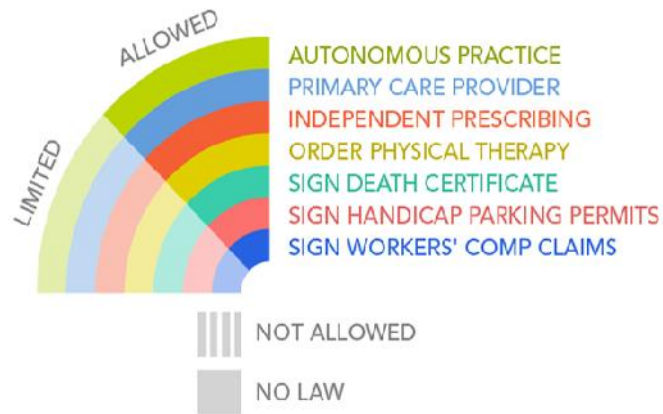 ALLOWED
LIMITED
AUTONOMOUS PRACTICE
PRIMARY CARE PROVIDER
INDEPENDENT PRESCRIBING
ORDER PHYSICAL THERAPY
SIGN DEATH CERTIFICATE
SIGN HANDICAP PARKING PERMITS
SIGN WORKERS' COMP CLAIMS
NOT ALLOWED
NO LAW